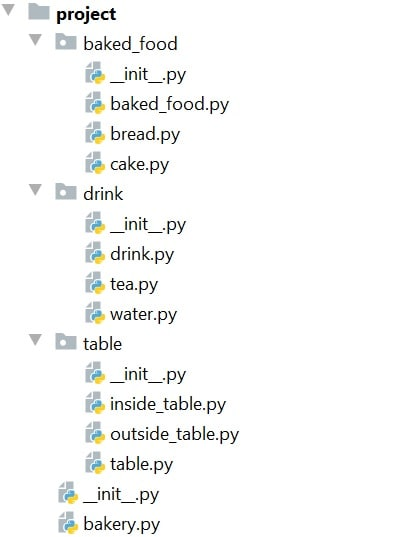 project
baked_food
__init__.py
baked_food.py
bread.py
cake.py
drink
__init__.py
drink.py
tea.py
water.py
table
__init__.py
inside_table.py
outside_table.py
table.py
__init__.py
bakery.py